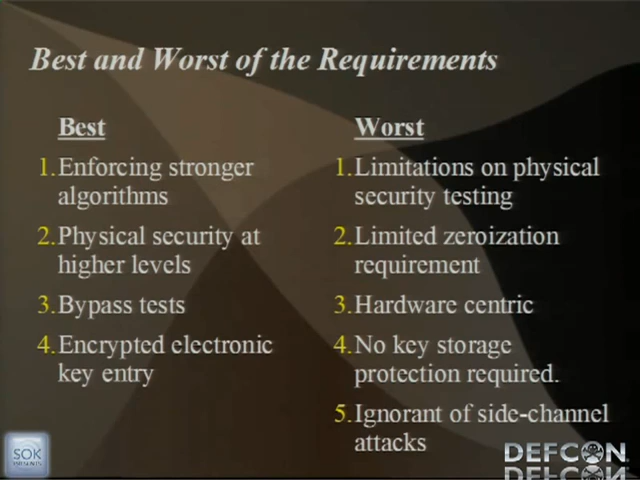 Best and Worst of the Requirements
Best
1. Enforcing stronger
algorithms
2. Physical security at
higher levels
3. Bypass tests
4. Encrypted electronic
key entry
Worst
1. Limitations on physical
security testing
2. Limited zeroization
requirement
3. Hardware centric
4. No key storage
protection required.
5. Ignorant of side-channel
attacks
SOK
DEFCON